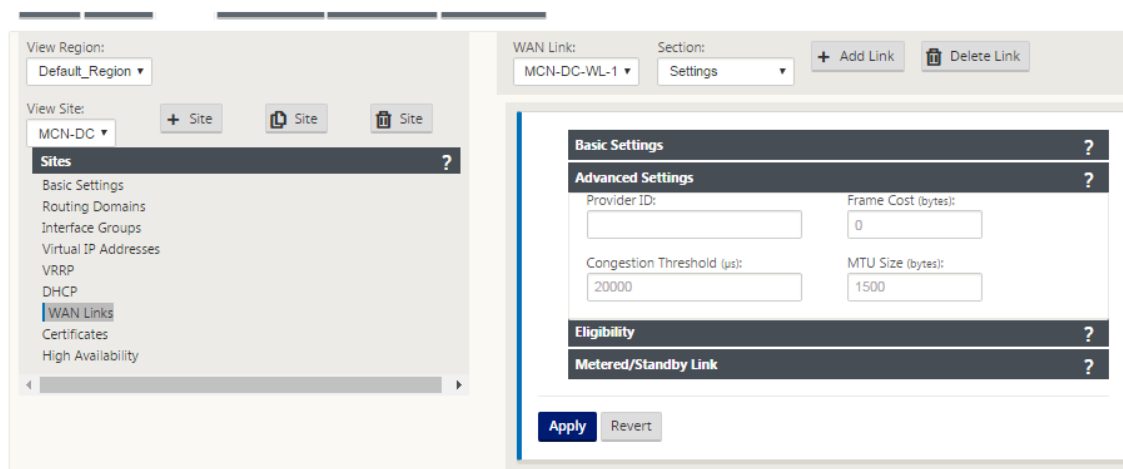 View Region:
Default_Region
View Site:
MCN-DC
+ Site
Site
Site
Sites ?
Basic Settings
Routing Domains
Interface Groups
Virtual IP Addresses
VRRP
DHCP
WAN Links
Certificates
High Availability
WAN Link:
MCN-DC-WL-1
Section:
Settings
+ Add Link
Delete Link
Basic Settings ?
Advanced Settings ?
Provider ID:
Frame Cost (bytes):
0
Congestion Threshold (µs):
20000
MTU Size (bytes):
1500
Eligibility ?
Metered/Standby Link ?
Apply
Revert